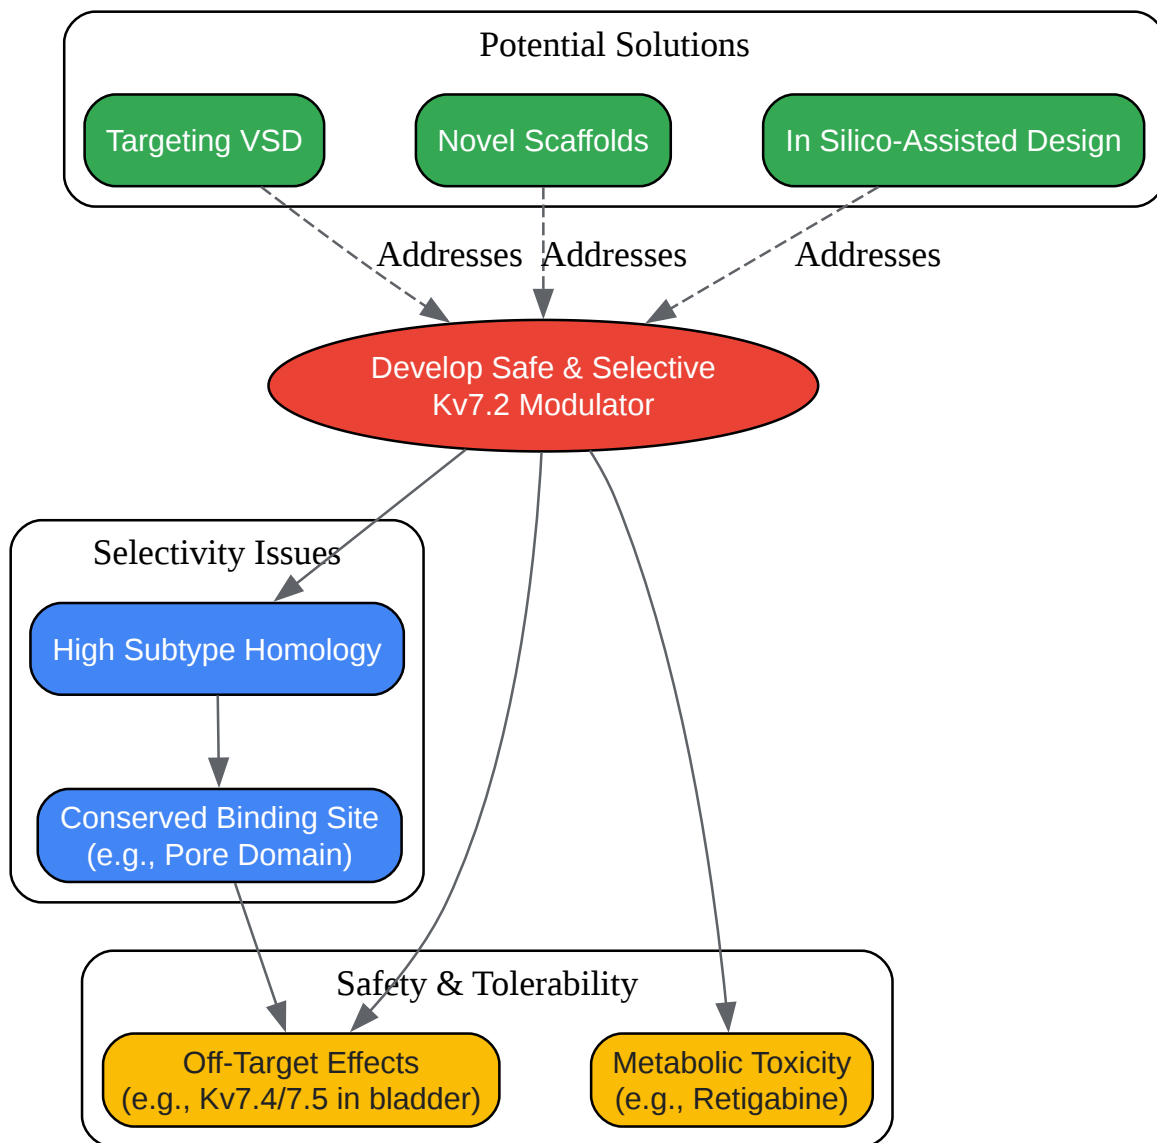 Potential Solutions
Targeting VSD
Novel Scaffolds
In Silico-Assisted Design
Addresses
Addresses
Addresses
Develop Safe & Selective
Kv7.2 Modulator
Selectivity Issues
High Subtype Homology
Conserved Binding Site
(e.g., Pore Domain)
Safety & Tolerability
Off-Target Effects
(e.g., Kv7.4/7.5 in bladder)
Metabolic Toxicity
(e.g., Retigabine)